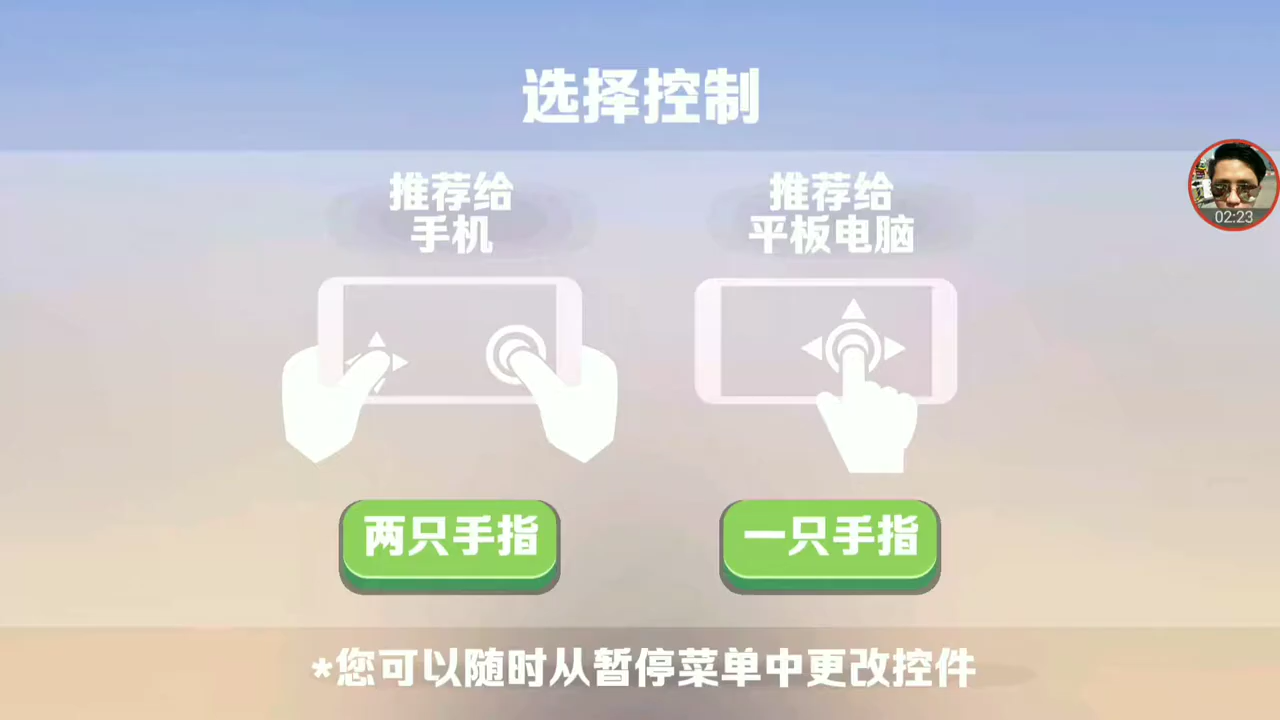 选择控制
推荐给
手机
推荐给
平板电脑
02:23
两只手指
一只手指
*您可以随时从暂停菜单中更改控件